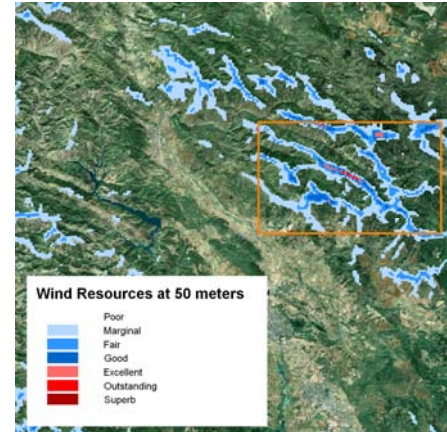 Wind Resources at 50 meters
Poor
Marginal
Fair
Good
Excellent
Outstanding
Superb